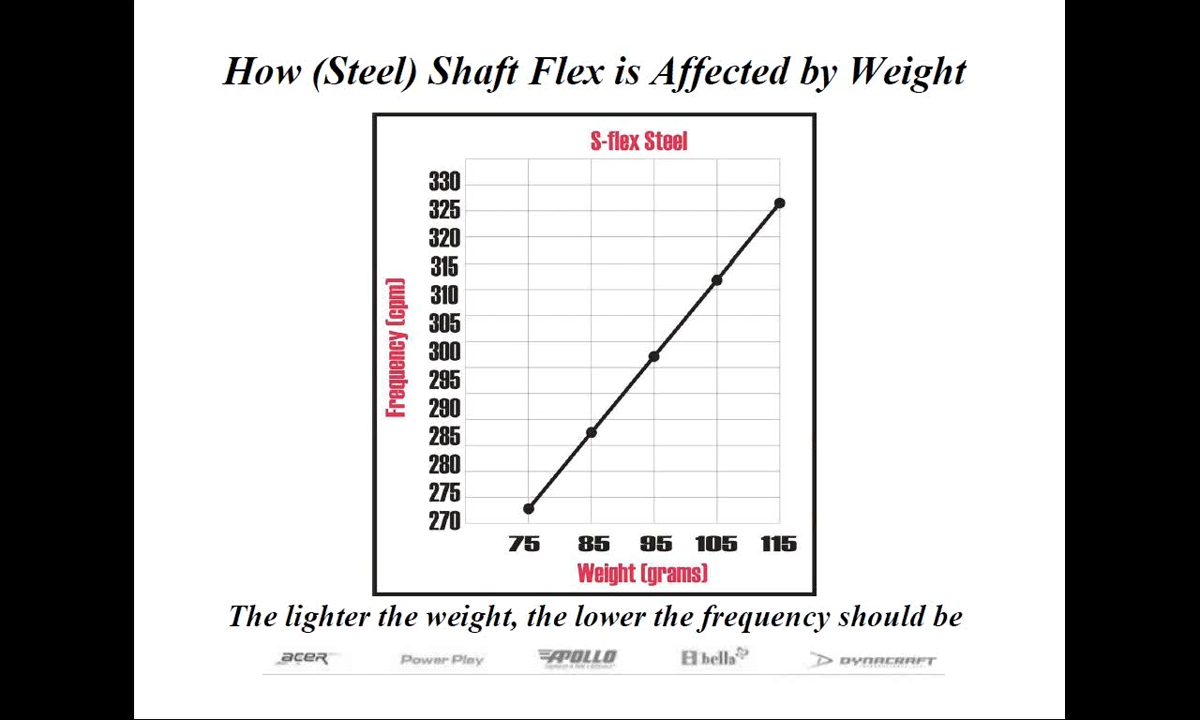 How (Steel) Shaft Flex is Affected by Weight
S-flex Steel
330
325
320
315
310
305
300
295
290
285
280
275
270
Frequency (cpm)
75 85 95 105 115
Weight (grams)
The lighter the weight, the lower the frequency should be
acer Power Play APOLLO bella DYNACRAFT